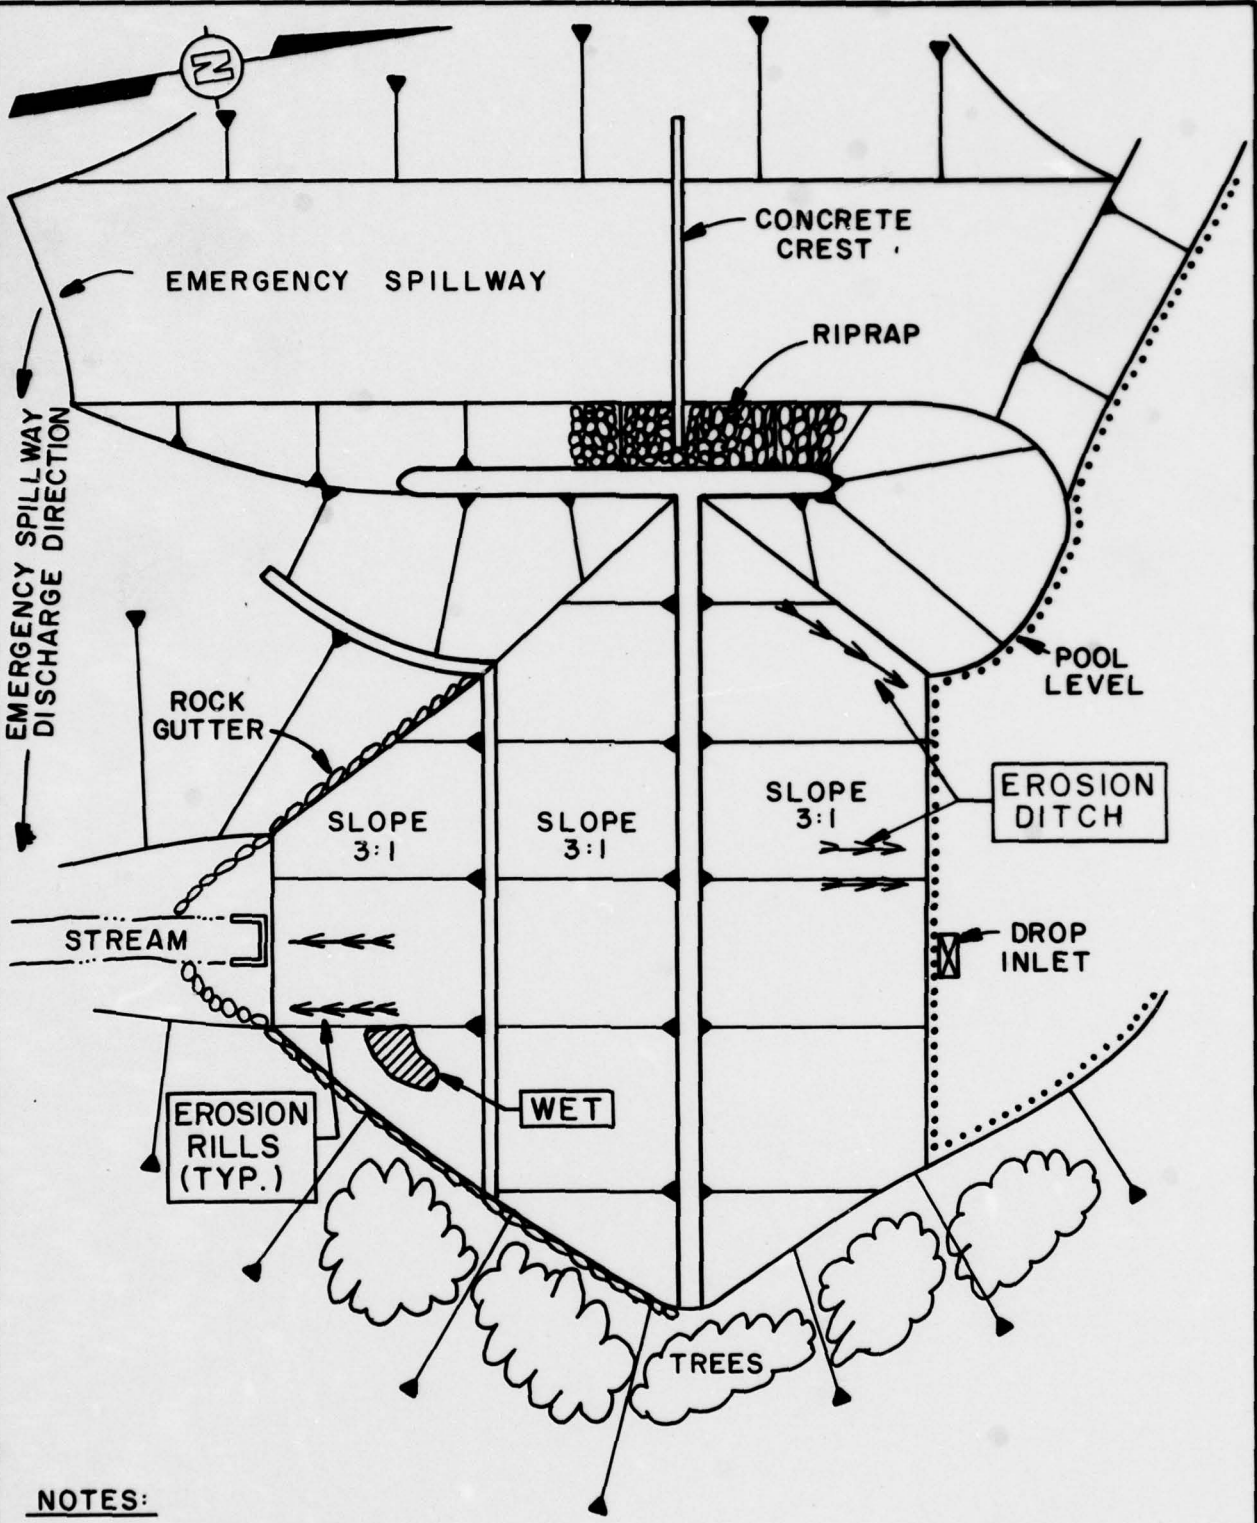 N
CONCRETE
CREST
EMERGENCY SPILLWAY
RIPRAP
EMERGENCY SPILLWAY
DISCHARGE DIRECTION
POOL
LEVEL
ROCK
GUTTER
EROSION
DITCH
SLOPE
3:1
SLOPE
3:1
SLOPE
3:1
STREAM
DROP
INLET
WET
EROSION
RILLS
(TYP.)
TREES
NOTES: